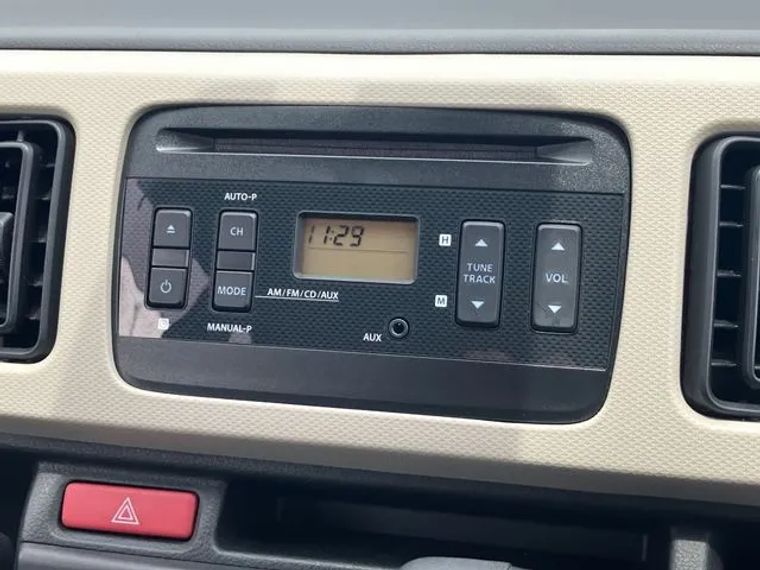 AUTO-P
CH
MODE
AM/FM/CD/AUX
MANUAL-P
11:29
AUX
H
M
TUNE
TRACK
VOL